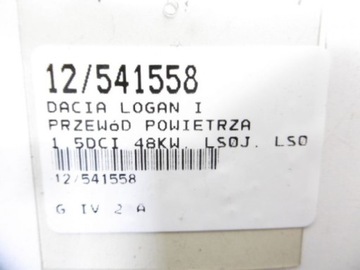 12/541558
DACIA LOGAN I
PRZEWóD POWIETRZA
1.5DCI 48KW. LS0J. LS0
12/541558
G IV 2 A